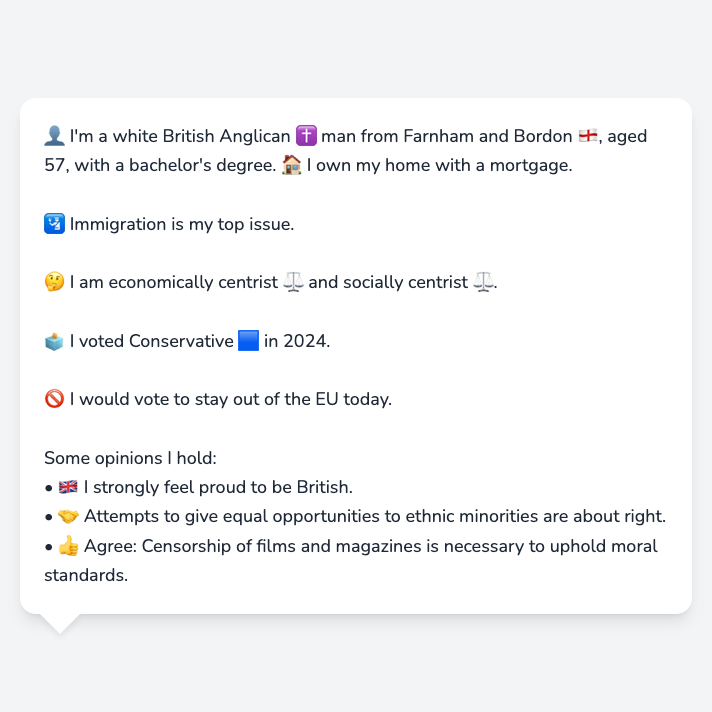 👤 I'm a white British Anglican ✝️ man from Farnham and Bordon 🏴󠁧󠁢󠁥󠁮󠁧󠁿, aged
57, with a bachelor's degree. 🏠 I own my home with a mortgage.
🛂 Immigration is my top issue.
🤔 I am economically centrist ⚖️ and socially centrist ⚖️.
🗳️ I voted Conservative 🟦 in 2024.
🚫 I would vote to stay out of the EU today.
Some opinions I hold:
• 🇬🇧 I strongly feel proud to be British.
• 🤝 Attempts to give equal opportunities to ethnic minorities are about right.
• 👍 Agree: Censorship of films and magazines is necessary to uphold moral
standards.